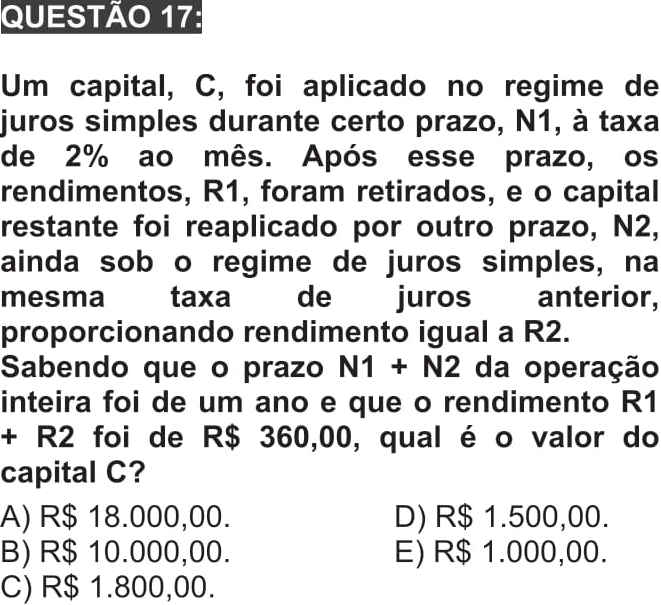 QUESTÃO 17:
Um capital, C, foi aplicado no regime de
juros simples durante certo prazo, N1, à taxa
de 2% ao mês. Após esse prazo, os
rendimentos, R1, foram retirados, e o capital
restante foi reaplicado por outro prazo, N2,
ainda sob o regime de juros simples, na
mesma taxa de juros anterior,
proporcionando rendimento igual a R2.
Sabendo que o prazo N1 + N2 da operação
inteira foi de um ano e que o rendimento R1
+ R2 foi de R$ 360,00, qual é o valor do
capital C?
A) R$ 18.000,00.
B) R$ 10.000,00.
C) R$ 1.800,00.
D) R$ 1.500,00.
E) R$ 1.000,00.